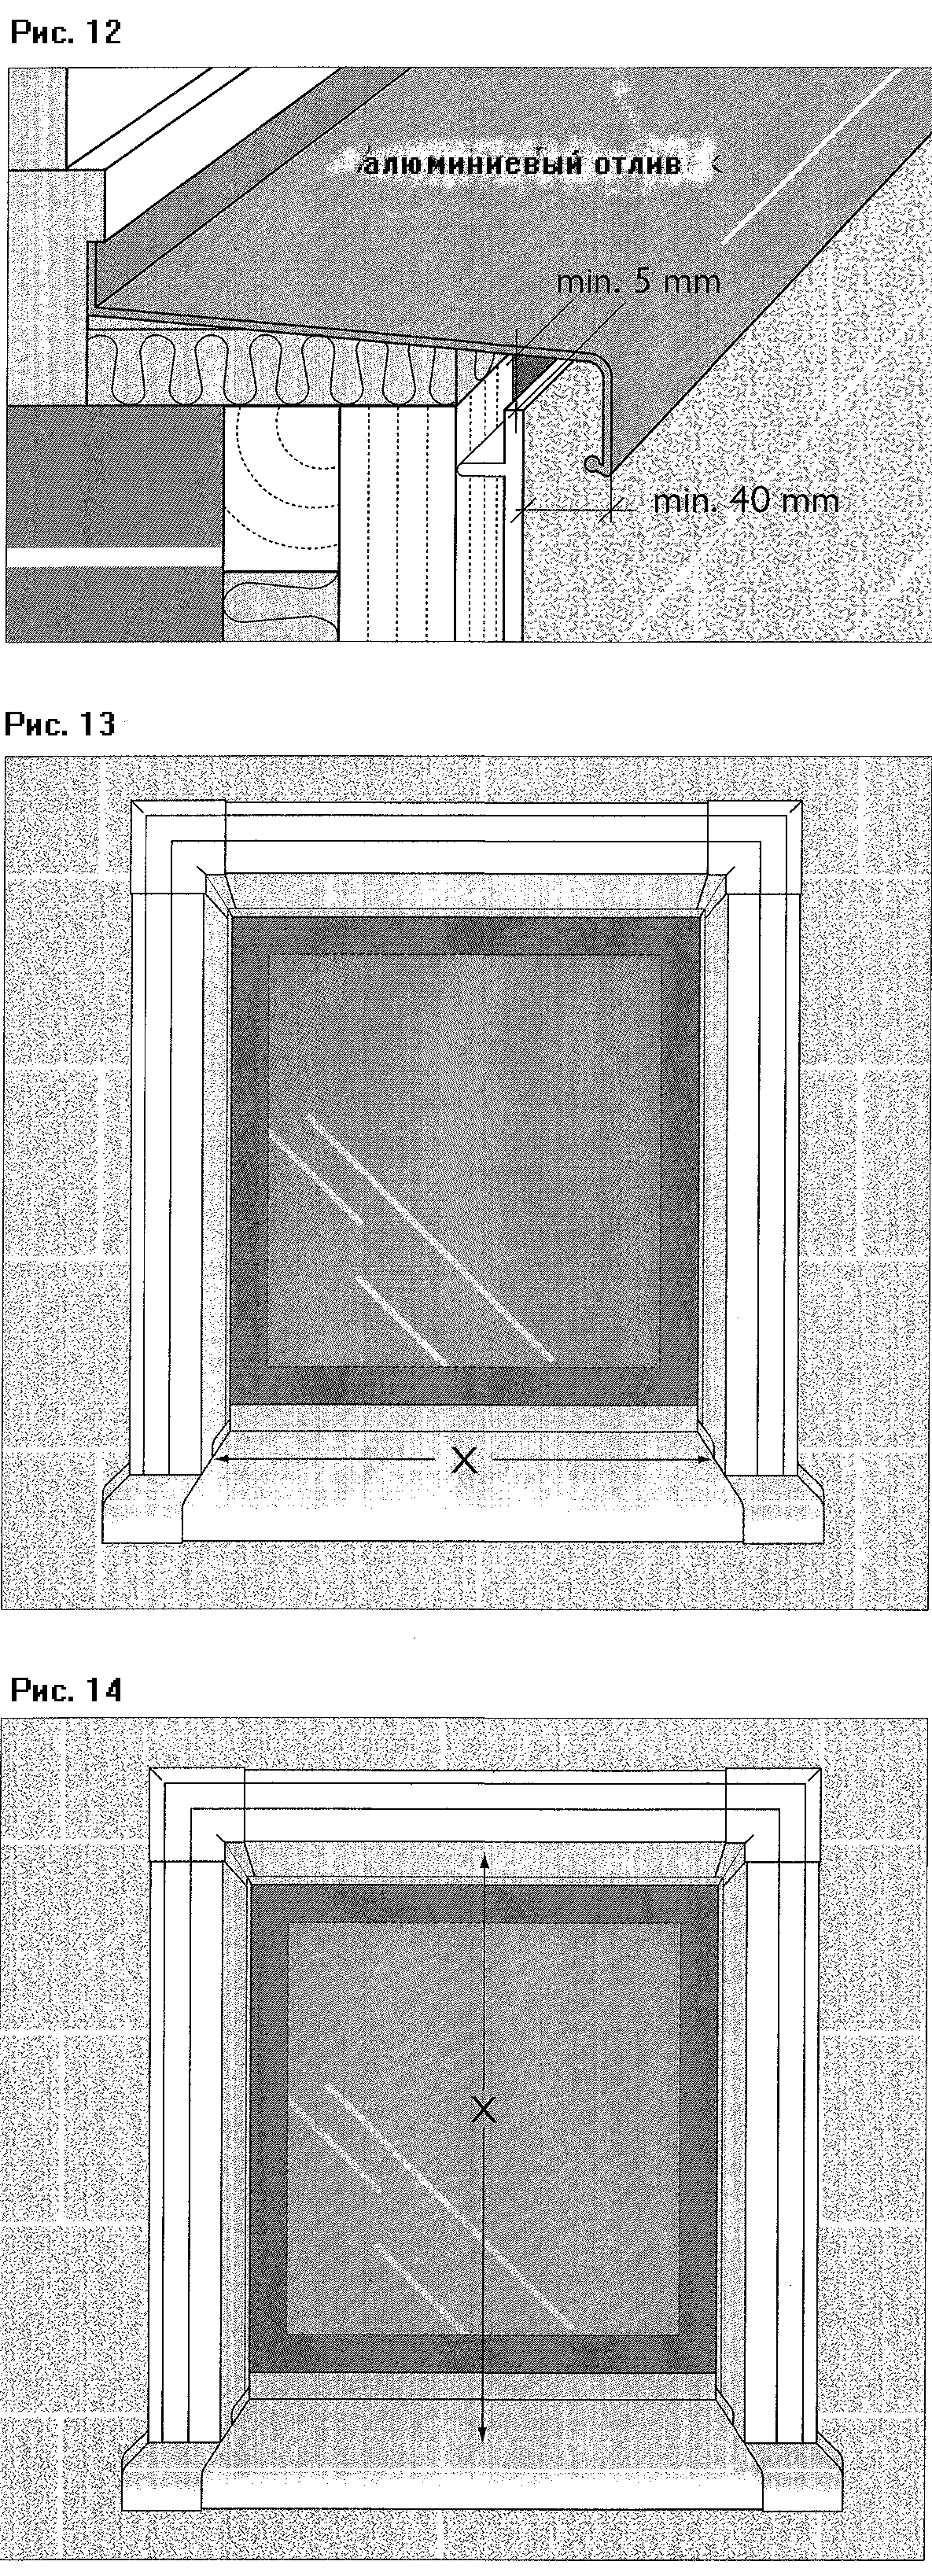 Рис. 12
алюминиевый отлив
min. 5 mm
min. 40 mm
Рис. 13
X
Рис. 14
X